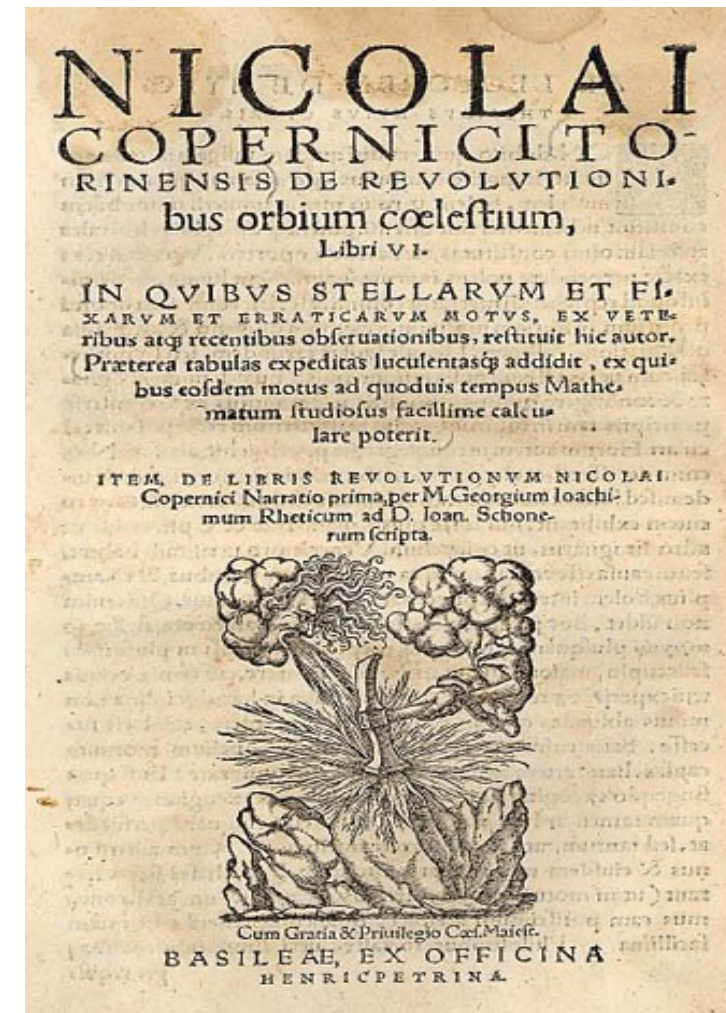 NICOLAI
COPERNICI TO-
RINENSIS DE REVOLVTIONI-
bus orbium cœlestium,
Libri VI.
IN QVIBVS STELLARVM ET FI-
XARVM ET ERRATICARVM MOTVS, EX VETE-
ribus atqꝫ recentibus obseruationibus, restituit hic autor.
Præterea tabulas expeditas luculentasqꝫ addidit, ex qui-
bus eosdem motus ad quoduis tempus Mathe-
matum studiosus facillime calcu-
lare poterit.
ITEM, DE LIBRIS REVOLVTIONVM NICOLAI
Copernici Narratio prima, per M. Georgium Ioachi-
mum Rheticum ad D. Ioan. Schone-
rum scripta.
Cum Gratia & Priuilegio Cæs. Maiest.
BASILEAE, EX OFFICINA
HENRICPETRINA.